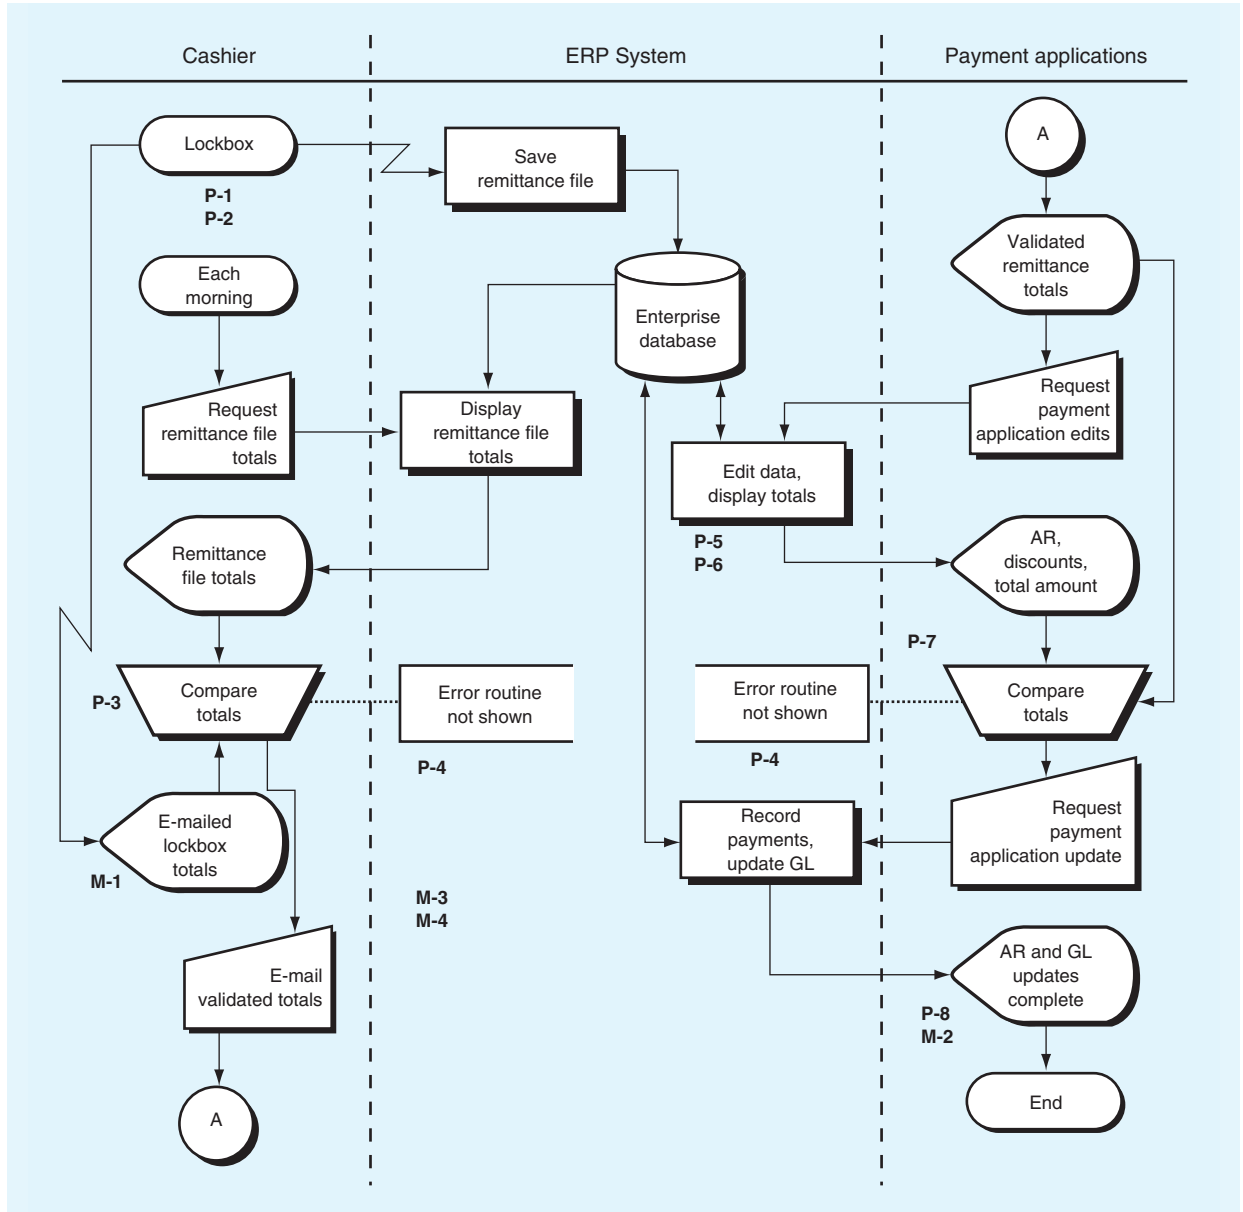 Cashier
ERP System
Payment applications
Lockbox
P-1
P-2
Each
morning
Request
remittance file
totals
Remittance
file totals
P-3
Compare
totals
E-mailed
lockbox
totals
M-1
E-mail
validated totals
A
Save
remittance file
Enterprise
database
Display
remittance file
totals
Edit data,
display totals
P-5
P-6
Error routine
not shown
P-4
Error routine
not shown
P-4
Record
payments,
update GL
M-3
M-4
A
Validated
remittance
totals
Request
payment
application edits
AR,
discounts,
total amount
P-7
Compare
totals
Request
payment
application update
AR and GL
updates
complete
P-8
M-2
End